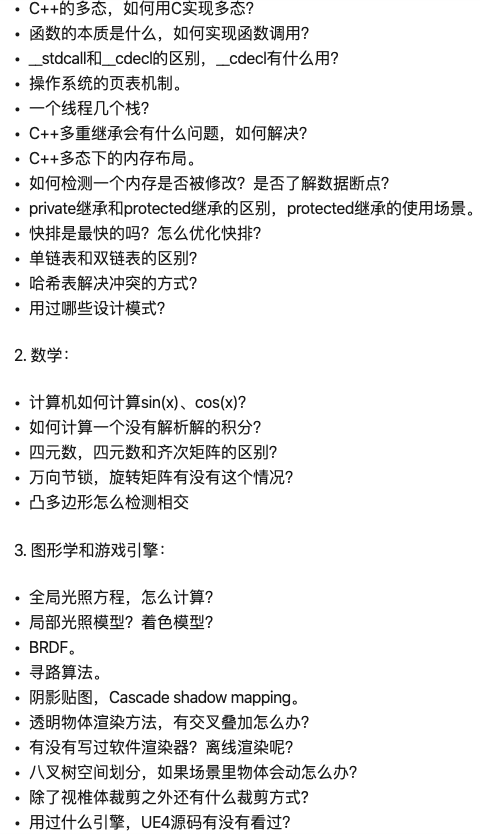 • C++的多态，如何用C实现多态？
• 函数的本质是什么，如何实现函数调用？
• __stdcall和__cdecl的区别，__cdecl有什么用？
• 操作系统的页表机制。
• 一个线程几个栈？
• C++多重继承会有什么问题，如何解决？
• C++多态下的内存布局。
• 如何检测一个内存是否被修改？是否了解数据断点？
• private继承和protected继承的区别，protected继承的使用场景。
• 快排是最快的吗？怎么优化快排？
• 单链表和双链表的区别？
• 哈希表解决冲突的方式？
• 用过哪些设计模式？
2. 数学：
• 计算机如何计算sin(x)、cos(x)?
• 如何计算一个没有解析解的积分？
• 四元数，四元数和齐次矩阵的区别？
• 万向节锁，旋转矩阵有没有这个情况？
• 凸多边形怎么检测相交
3. 图形学和游戏引擎：
• 全局光照方程，怎么计算？
• 局部光照模型？着色模型？
• BRDF。
• 寻路算法。
• 阴影贴图，Cascade shadow mapping。
• 透明物体渲染方法，有交叉叠加怎么办？
• 有没有写过软件渲染器？离线渲染呢？
• 八叉树空间划分，如果场景里物体会动怎么办？
• 除了视椎体裁剪之外还有什么裁剪方式？
• 用过什么引擎，UE4源码有没有看过？